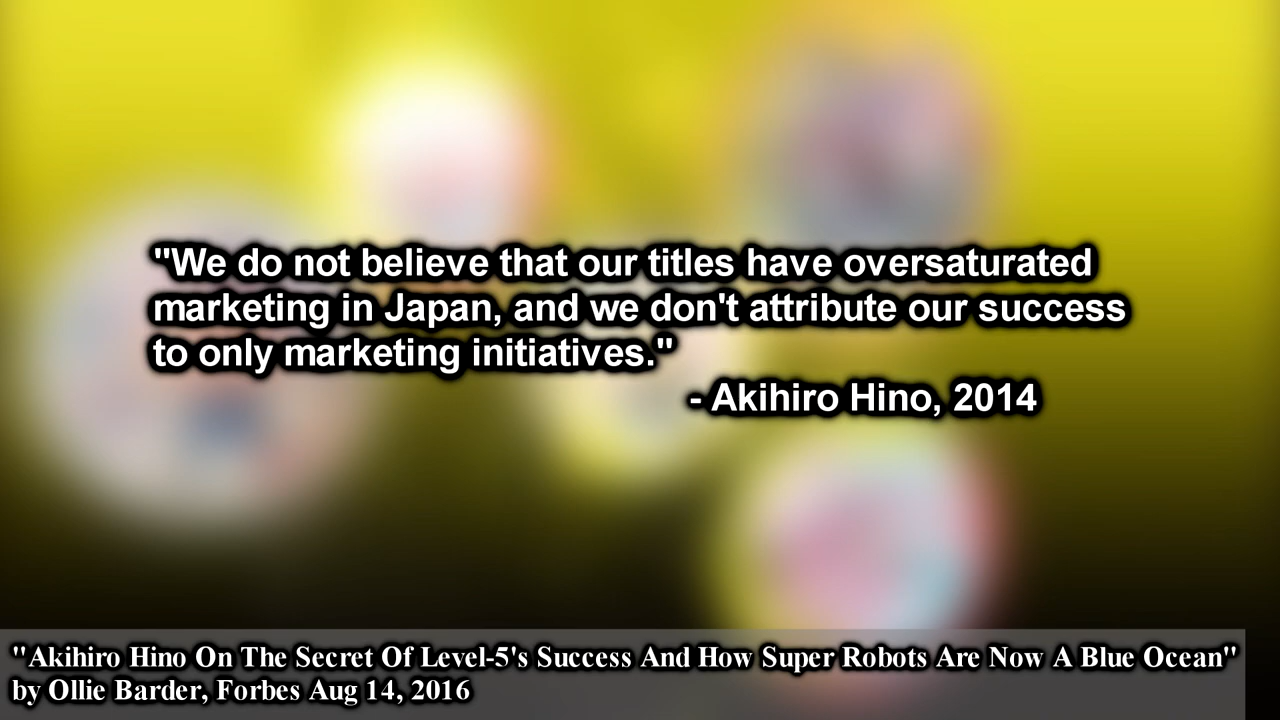 "We do not believe that our titles have oversaturated
marketing in Japan, and we don't attribute our success
to only marketing initiatives."
- Akihiro Hino, 2014
"Akihiro Hino On The Secret Of Level-5's Success And How Super Robots Are Now A Blue Ocean"
by Ollie Barder, Forbes Aug 14, 2016